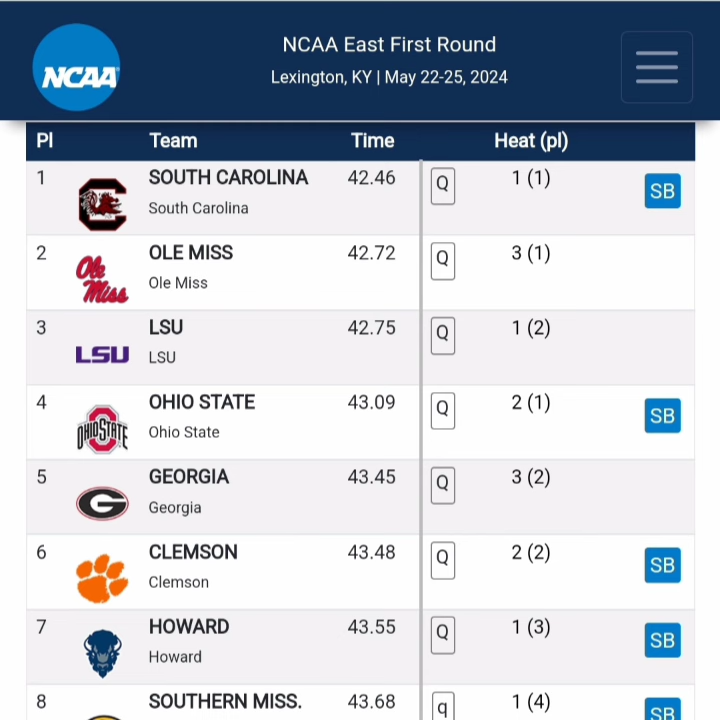 NCAA
NCAA East First Round
Lexington, KY | May 22-25, 2024
Pl Team Time Heat (pl)
1 SOUTH CAROLINA 42.46 Q 1 (1) SB
South Carolina
2 Ole Miss OLE MISS 42.72 Q 3 (1)
Ole Miss
3 LSU 42.75 Q 1 (2)
LSU LSU
4 OHIO STATE 43.09 Q 2 (1) SB
OHIO STATE Ohio State
5 GEORGIA 43.45 Q 3 (2)
G Georgia
6 CLEMSON 43.48 Q 2 (2) SB
Clemson
7 HOWARD 43.55 Q 1 (3) SB
Howard
8 SOUTHERN MISS. 43.68 q 1 (4) SB